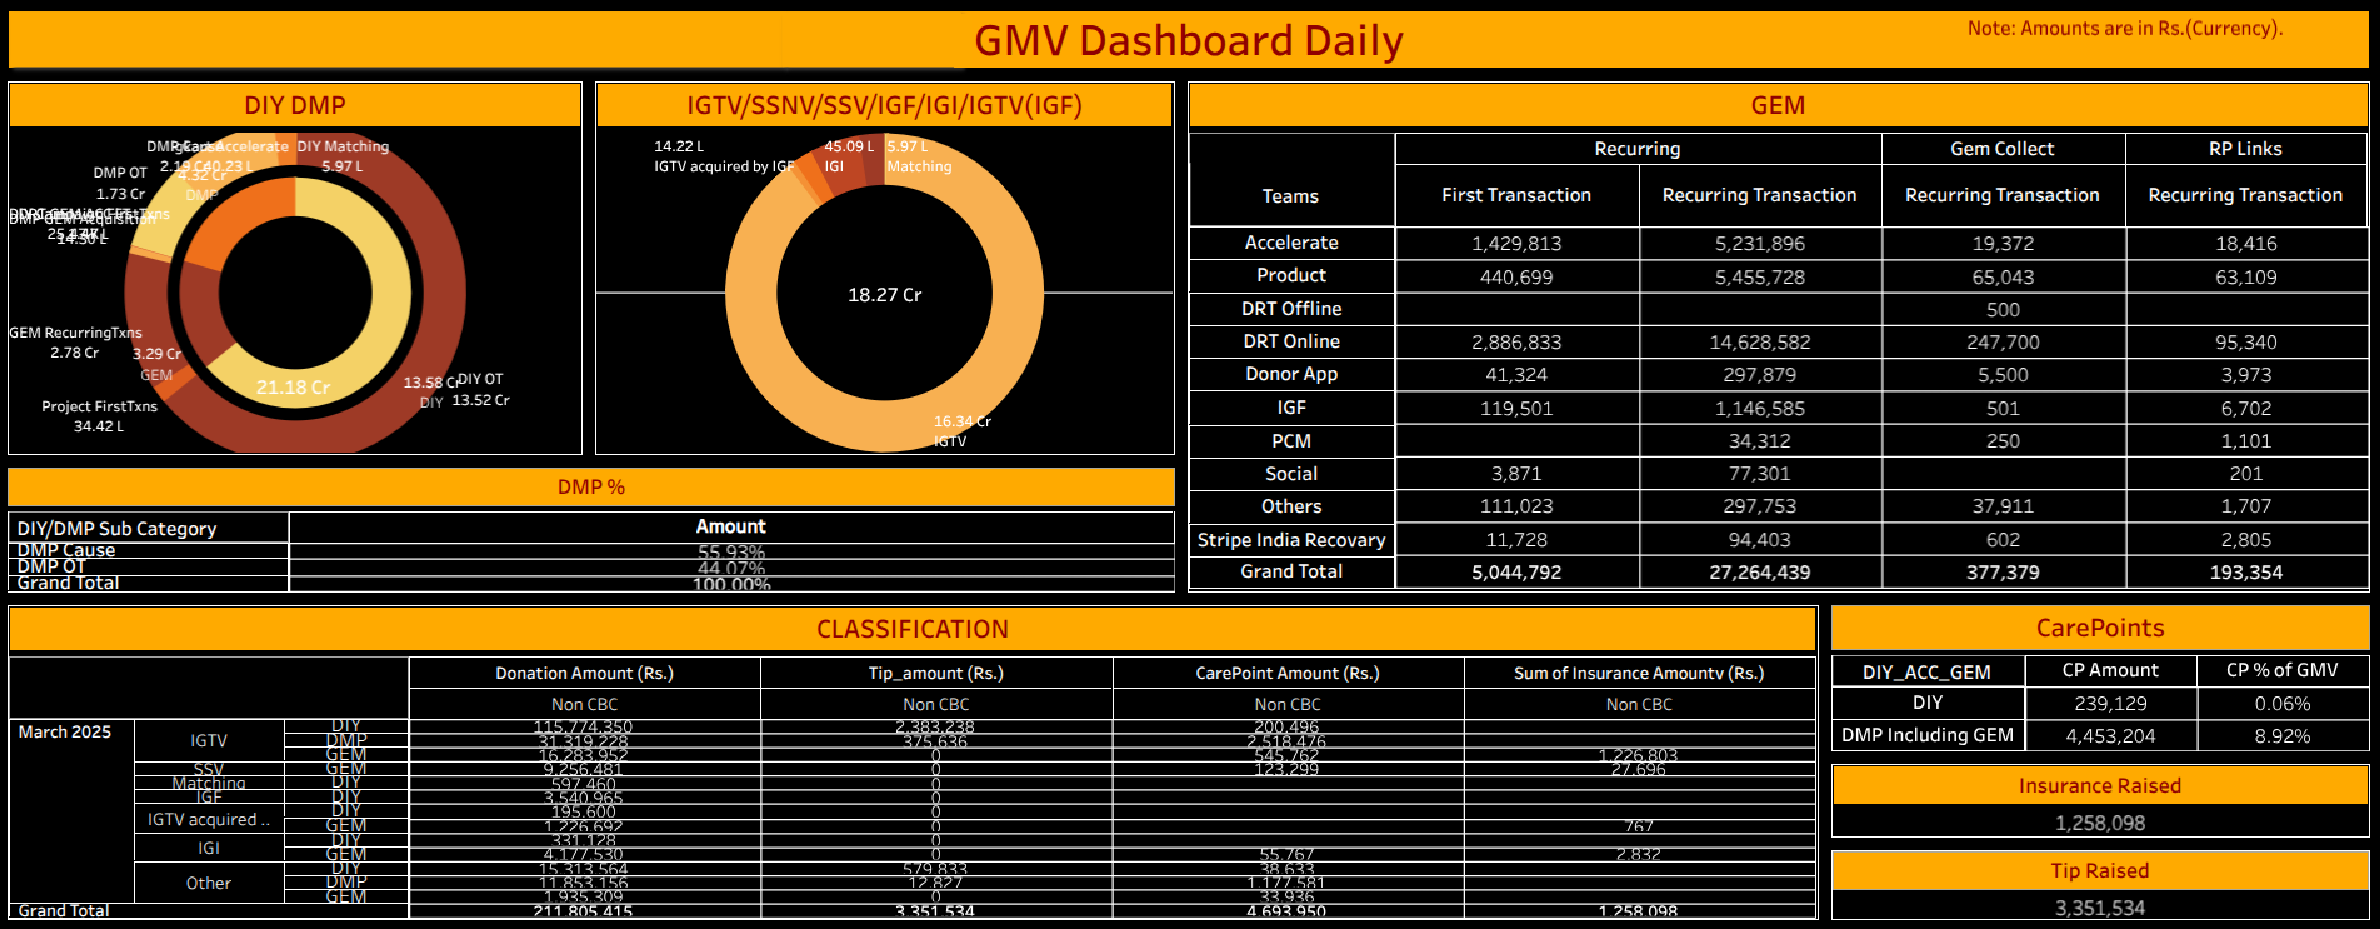 GMV Dashboard Daily
Note: Amounts are in Rs.(Currency).
DIY DMP
DIY Matching
5.97 L
DMP OT
1.73 Cr
4.32 Cr
DMP
14.30 L
GEM RecurringTxns
2.78 Cr
3.29 Cr
GEM
Project FirstTxns
34.42 L
21.18 Cr
13.58 Cr
DIY
DIY OT
13.52 Cr
IGTV/SSNV/SSV/IGF/IGI/IGTV(IGF)
14.22 L
IGTV acquired by IGF
45.09 L
IGI
5.97 L
Matching
18.27 Cr
16.34 Cr
IGTV
GEM
Recurring Gem Collect RP Links
Teams First Transaction Recurring Transaction Recurring Transaction Recurring Transaction
Accelerate 1,429,813 5,231,896 19,372 18,416
Product 440,699 5,455,728 65,043 63,109
DRT Offline 500
DRT Online 2,886,833 14,628,582 247,700 95,340
Donor App 41,324 297,879 5,500 3,973
IGF 119,501 1,146,585 501 6,702
PCM 34,312 250 1,101
Social 3,871 77,301 201
Others 111,023 297,753 37,911 1,707
Stripe India Recovary 11,728 94,403 602 2,805
Grand Total 5,044,792 27,264,439 377,379 193,354
DMP %
DIY/DMP Sub Category Amount
DMP Cause 55.93%
DMP OT 44.07%
Grand Total 100.00%
CLASSIFICATION
Donation Amount (Rs.) Tip_amount (Rs.) CarePoint Amount (Rs.) Sum of Insurance Amountv (Rs.)
Non CBC Non CBC Non CBC Non CBC
March 2025 IGTV DIY 115,774,350 2,383,238 200,496
DMP 31,319,228 375,636 2,518,476
GEM 16,283,952 0 545,762 1,226,803
SSV GEM 9,256,481 0 123,299 27,696
Matching DIY 597,460 0
IGF DIY 3,540,965 0
IGTV acquired .. DIY 195,600 0
GEM 1,226,692 0 767
IGI DIY 331,128 0
GEM 4,177,530 0 55,767 2,832
Other DIY 15,313,564 579,833 38,633
DMP 11,853,156 12,827 1,177,581
GEM 1,935,309 0 33,936
Grand Total 211,805,415 3,351,534 4,693,950 1,258,098
CarePoints
DIY_ACC_GEM CP Amount CP % of GMV
DIY 239,129 0.06%
DMP Including GEM 4,453,204 8.92%
Insurance Raised
1,258,098
Tip Raised
3,351,534